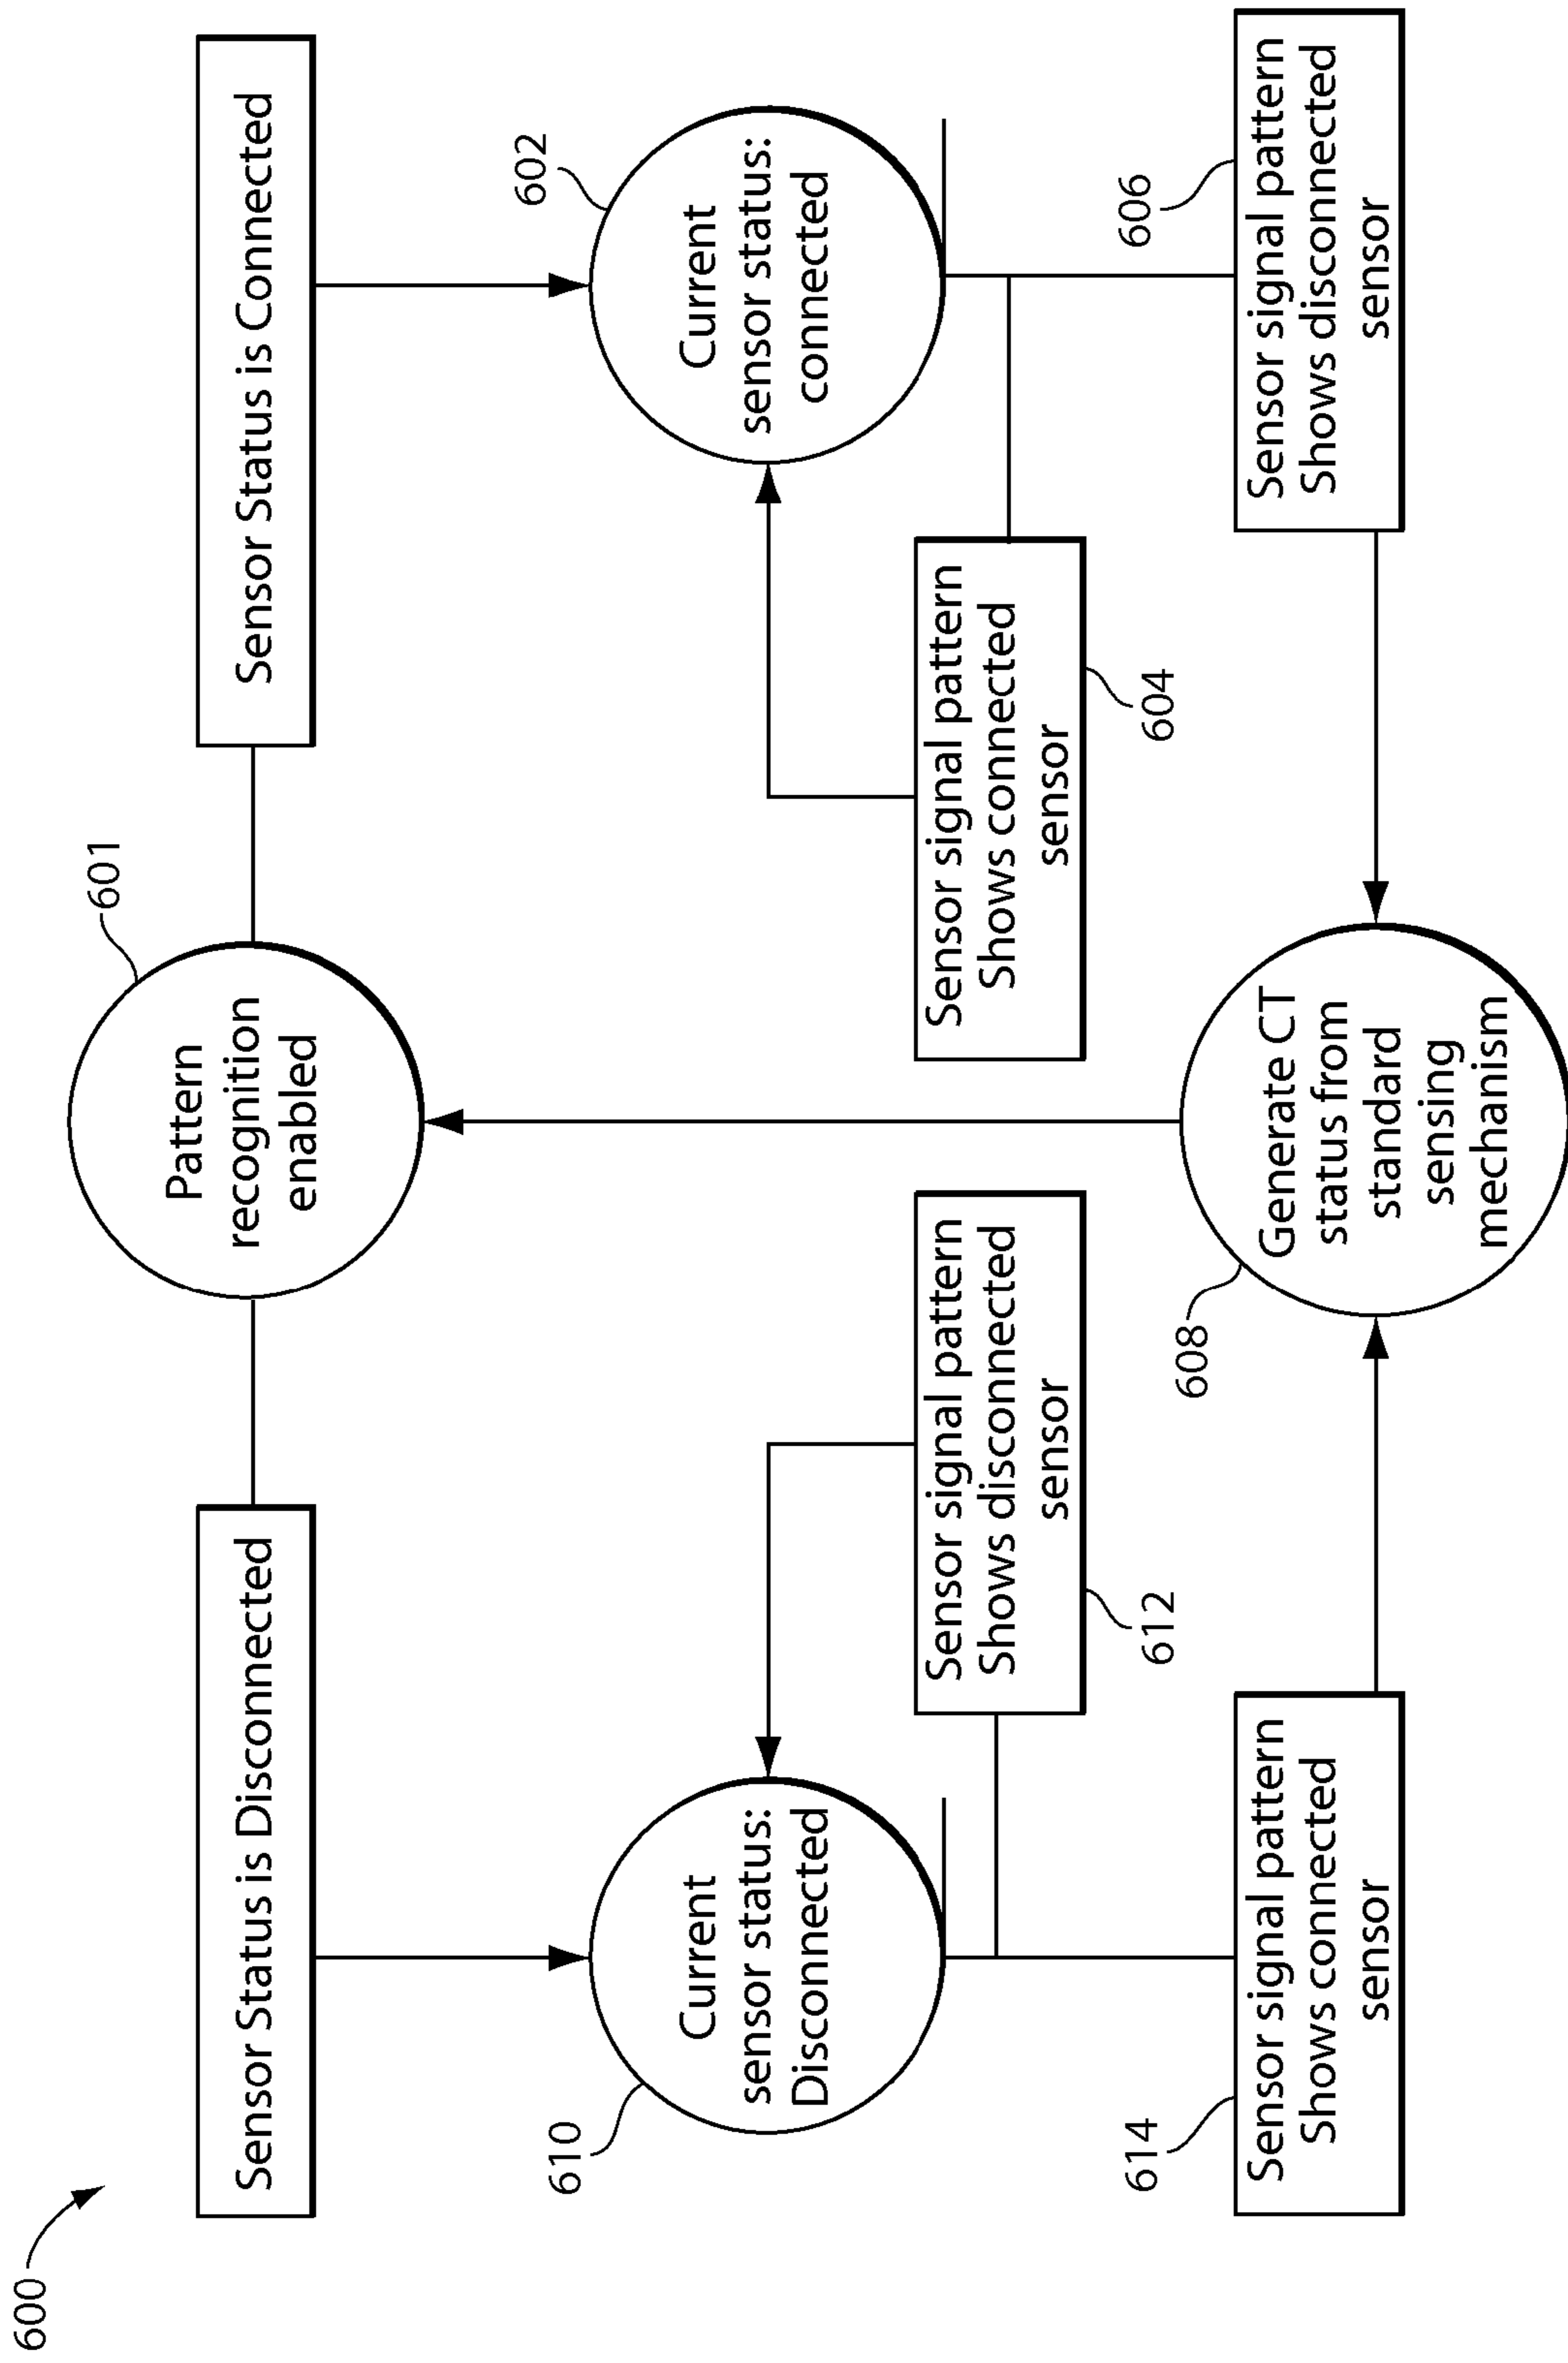 600
601
Sensor Status is Disconnected
Pattern
recognition
enabled
Sensor Status is Connected
610
Current
sensor status:
Disconnected
602
Current
sensor status:
connected
Sensor signal pattern
Shows disconnected
sensor
612
Sensor signal pattern
Shows connected
sensor
604
614
Sensor signal pattern
Shows connected
sensor
608
Generate CT
status from
standard
sensing
mechanism
606
Sensor signal pattern
Shows disconnected
sensor